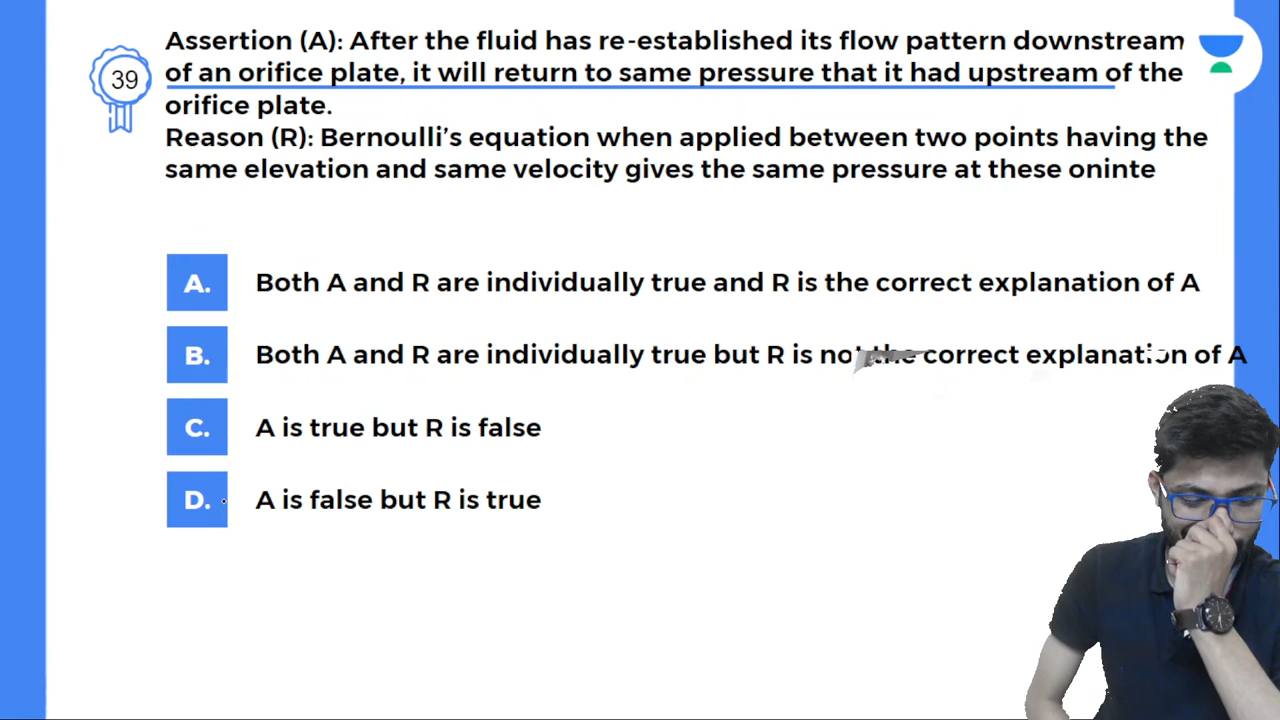 Assertion (A): After the fluid has re-established its flow pattern downstream
39
of an orifice plate, it will return to same pressure that it had upstream of the
orifice plate.
Reason (R): Bernoulli’s equation when applied between two points having the
same elevation and same velocity gives the same pressure at these oninte
A. Both A and R are individually true and R is the correct explanation of A
B. Both A and R are individually true but R is not the correct explanation of A
C. A is true but R is false
D. A is false but R is true